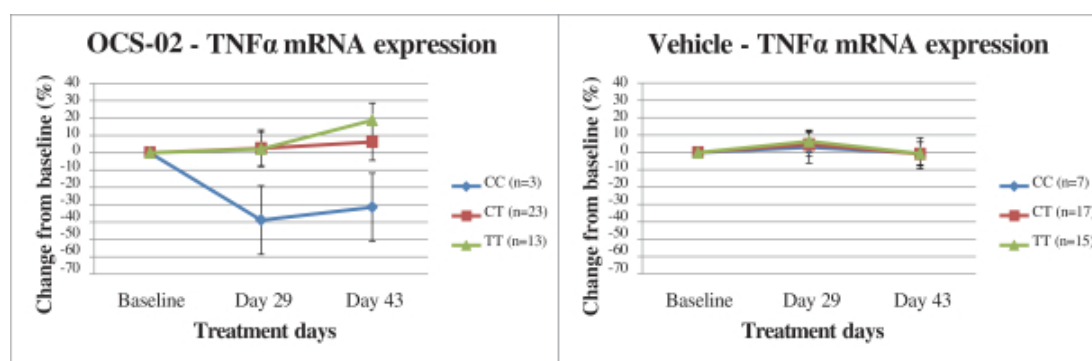 OCS-02 - TNFα mRNA expression
Change from baseline (%)
40
30
20
10
0
-10
-20
-30
-40
-50
-60
-70
Baseline Day 29 Day 43
Treatment days
CC (n=3)
CT (n=23)
TT (n=13)
Vehicle - TNFα mRNA expression
Change from baseline (%)
40
30
20
10
0
-10
-20
-30
-40
-50
-60
-70
Baseline Day 29 Day 43
Treatment days
CC (n=7)
CT (n=17)
TT (n=15)